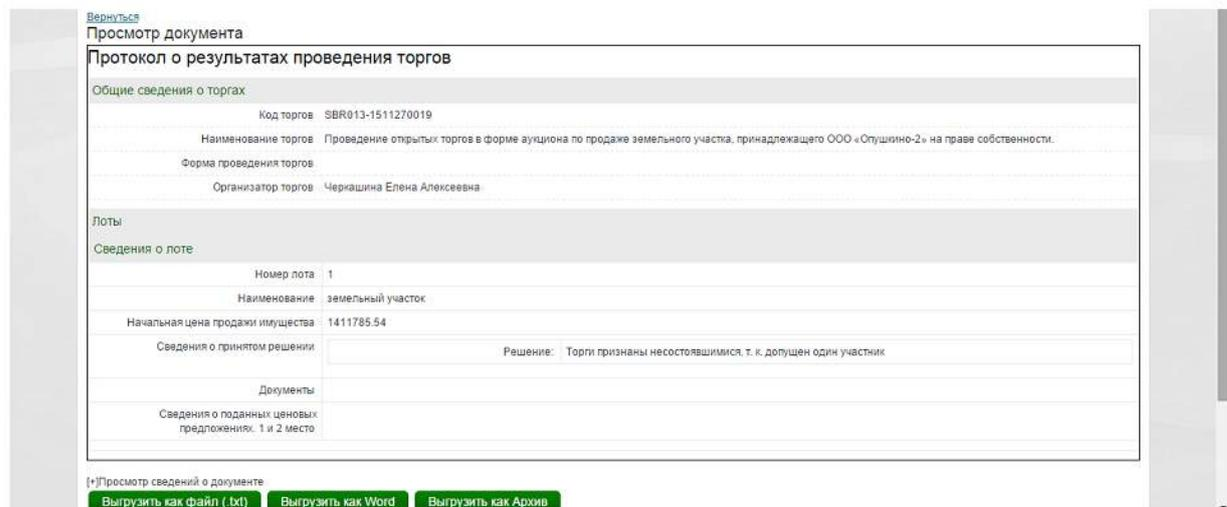 Вернуться
Просмотр документа
Протокол о результатах проведения торгов
Общие сведения о торгах
Код торгов SBR013-1511270019
Наименование торгов Проведение открытых торгов в форме аукциона по продаже земельного участка, принадлежащего ООО «Опушкино-2» на праве собственности.
Форма проведения торгов
Организатор торгов Черкашина Елена Алексеевна
Лоты
Сведения о лоте
Номер лота 1
Наименование земельный участок
Начальная цена продажи имущества 1411785.54
Сведения о принятом решении Решение: Торги признаны несостоявшимися, т. к. допущен один участник
Документы
Сведения о поданных ценовых
предложениях. 1 и 2 место
[+]Просмотр сведений о документе
Выгрузить как файл (.txt) Выгрузить как Word Выгрузить как Архив